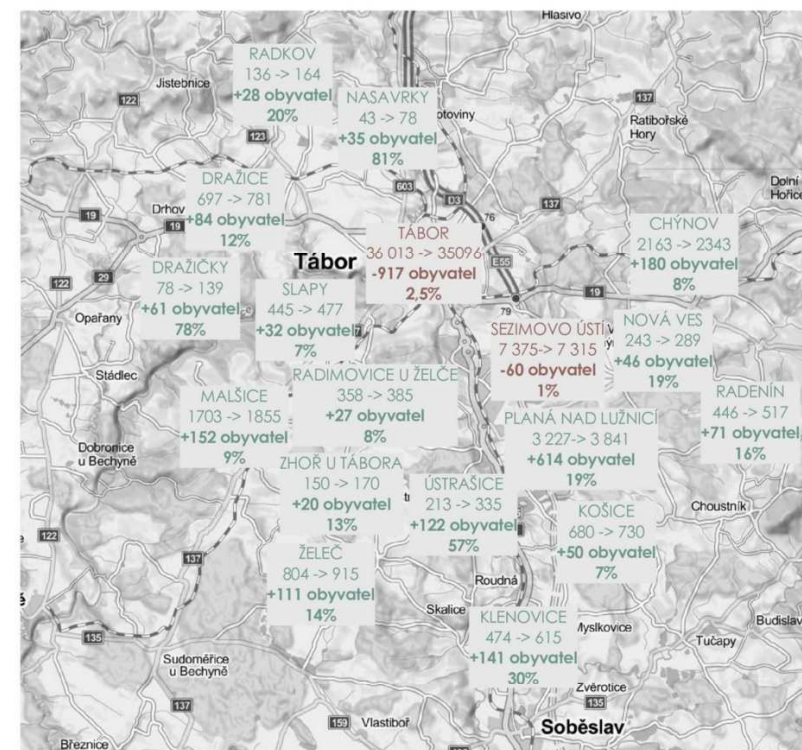 Hlasivo
RADKOV
136 -> 164
+28 obyvatel
20%
Jistebnice
122
NASAVRKY
43 -> 78
+35 obyvatel
81%
otoviny
137
Ratibořské
Hory
123
DRAŽICE
697 -> 781
+84 obyvatel
12%
Drhov
19
19
603
D3
76
137
Dolní
Hořice
TÁBOR
36 013 -> 35096
-917 obyvatel
2,5%
Tábor
E55
CHÝNOV
2163 -> 2343
+180 obyvatel
8%
122
29
DRAŽIČKY
78 -> 139
+61 obyvatel
78%
Opařany
SLAPY
445 -> 477
+32 obyvatel
7%
79
19
SEZIMOVO ÚSTÍ
7 375-> 7 315
-60 obyvatel
1%
NOVÁ VES
243 -> 289
+46 obyvatel
19%
Stádlec
RADIMOVICE U ŽELČE
358 -> 385
+27 obyvatel
8%
MALŠICE
1703 -> 1855
+152 obyvatel
9%
RADENÍN
446 -> 517
+71 obyvatel
16%
PLANÁ NAD LUŽNICÍ
3 227-> 3 841
+614 obyvatel
19%
Dobronice
u Bechyně
ZHOŘ U TÁBORA
150 -> 170
+20 obyvatel
13%
ÚSTRAŠICE
213 -> 335
+122 obyvatel
57%
KOŠICE
680 -> 730
+50 obyvatel
7%
Choustník
122
137
ŽELEČ
804 -> 915
+111 obyvatel
14%
Roudná
Skalice
KLENOVICE
474 -> 615
+141 obyvatel
30%
Myslkovice
Budislav
Tučapy
135
Sudoměřice
u Bechyně
Zvěrotice
135
137
159
Vlastiboř
Soběslav
Březnice